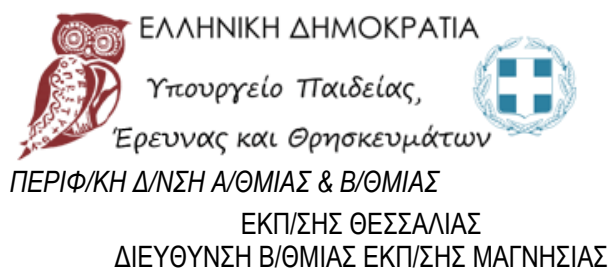 ΕΛΛΗΝΙΚΗ ΔΗΜΟΚΡΑΤΙΑ
Υπουργείο Παιδείας,
Έρευνας και Θρησκευμάτων
ΠΕΡΙΦ/ΚΗ Δ/ΝΣΗ Α/ΘΜΙΑΣ & Β/ΘΜΙΑΣ
ΕΚΠ/ΣΗΣ ΘΕΣΣΑΛΙΑΣ
ΔΙΕΥΘΥΝΣΗ Β/ΘΜΙΑΣ ΕΚΠ/ΣΗΣ ΜΑΓΝΗΣΙΑΣ